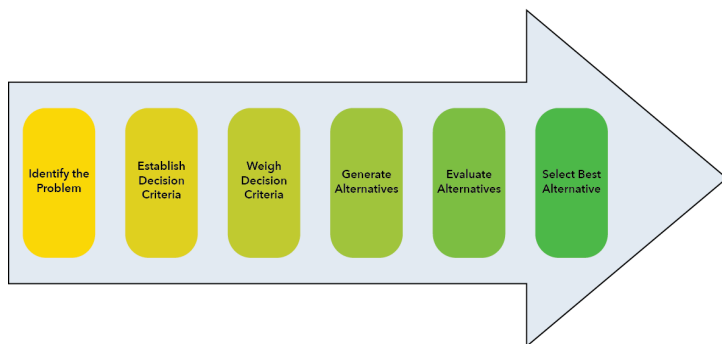 Identify the
Problem
Establish
Decision
Criteria
Weigh
Decision
Criteria
Generate
Alternatives
Evaluate
Alternatives
Select Best
Alternative